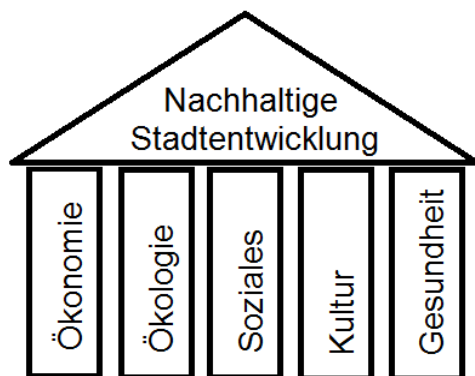 Nachhaltige
Stadtentwicklung
Ökonomie
Ökologie
Soziales
Kultur
Gesundheit